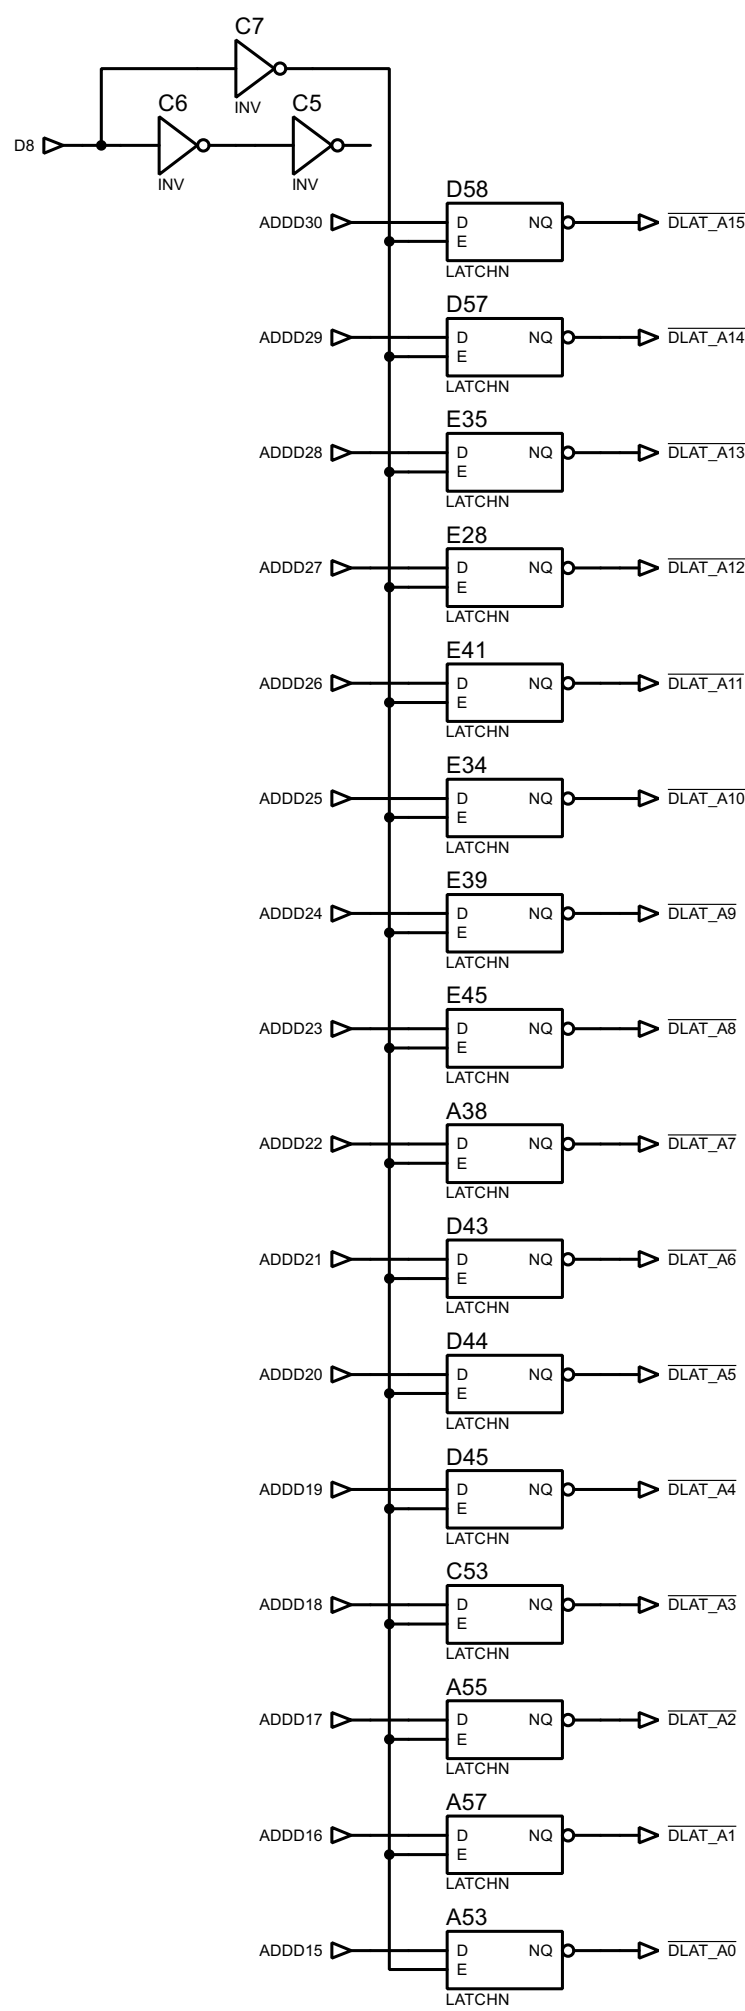 C7
INV
C6
C5
D8
INV
INV
D58
ADDD30
D
NQ
DLAT_A15
E
LATCHN
D57
ADDD29
D
NQ
DLAT_A14
E
LATCHN
E35
ADDD28
D
NQ
DLAT_A13
E
LATCHN
E28
ADDD27
D
NQ
DLAT_A12
E
LATCHN
E41
ADDD26
D
NQ
DLAT_A11
E
LATCHN
E34
ADDD25
D
NQ
DLAT_A10
E
LATCHN
E39
ADDD24
D
NQ
DLAT_A9
E
LATCHN
E45
ADDD23
D
NQ
DLAT_A8
E
LATCHN
A38
ADDD22
D
NQ
DLAT_A7
E
LATCHN
D43
ADDD21
D
NQ
DLAT_A6
E
LATCHN
D44
ADDD20
D
NQ
DLAT_A5
E
LATCHN
D45
ADDD19
D
NQ
DLAT_A4
E
LATCHN
C53
ADDD18
D
NQ
DLAT_A3
E
LATCHN
A55
ADDD17
D
NQ
DLAT_A2
E
LATCHN
A57
ADDD16
D
NQ
DLAT_A1
E
LATCHN
A53
ADDD15
D
NQ
DLAT_A0
E
LATCHN